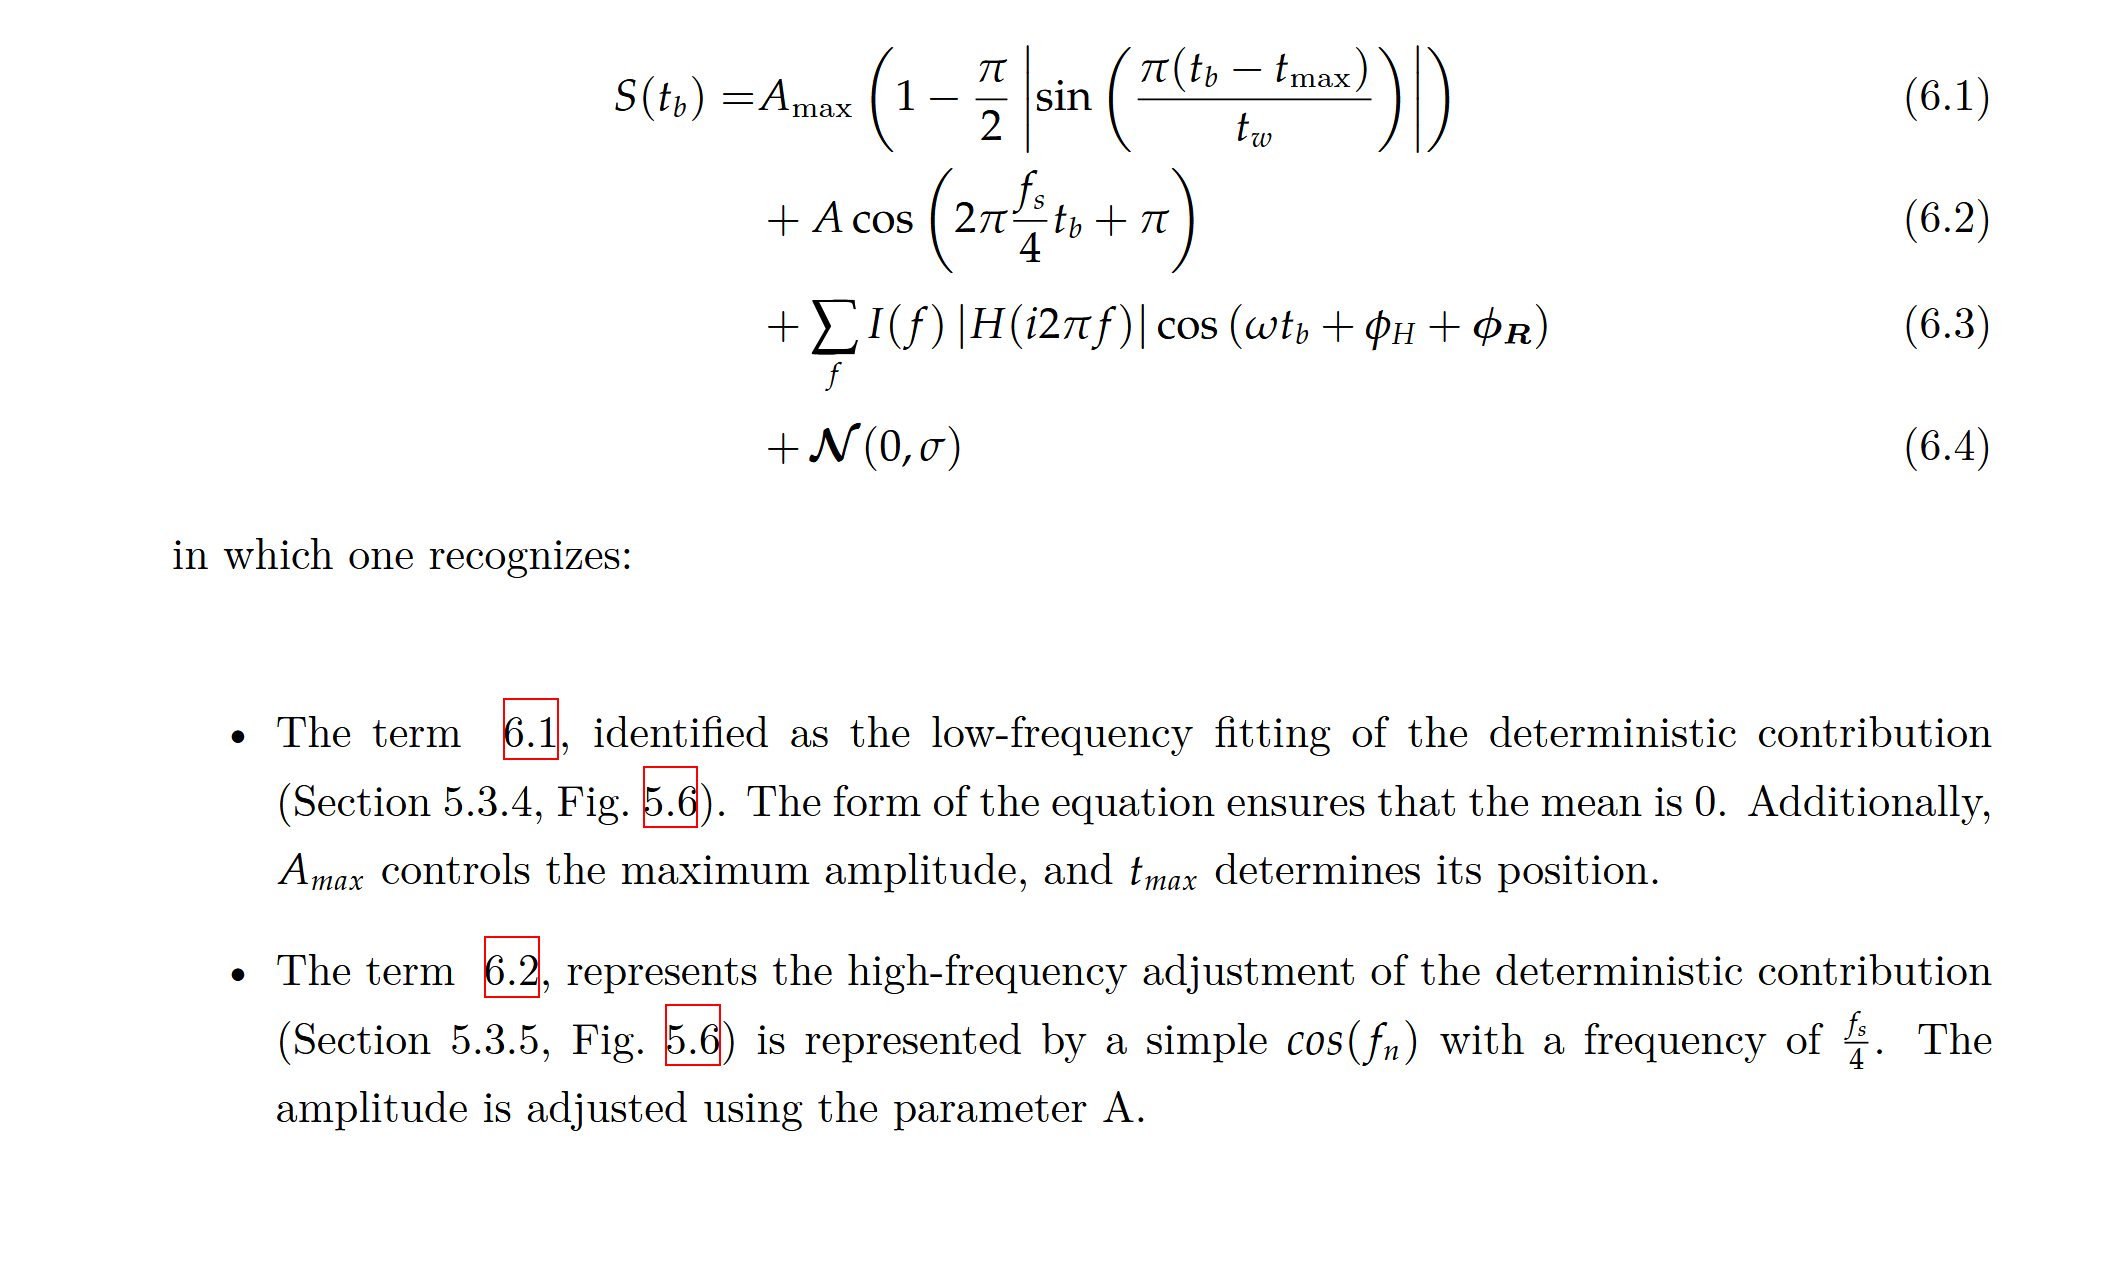 S(t_b) = A_max (1 − π/2 |sin(π(t_b − t_max)/t_w)|) (6.1)
+ A cos(2π f_s/4 t_b + π) (6.2)
+ ∑_f I(f) |H(i2πf)| cos(ωt_b + ϕ_H + ϕ_R) (6.3)
+ 𝒩(0, σ) (6.4)
in which one recognizes:
• The term 6.1, identified as the low-frequency fitting of the deterministic contribution
(Section 5.3.4, Fig. 5.6). The form of the equation ensures that the mean is 0. Additionally,
A_max controls the maximum amplitude, and t_max determines its position.
• The term 6.2, represents the high-frequency adjustment of the deterministic contribution
(Section 5.3.5, Fig. 5.6) is represented by a simple cos(f_n) with a frequency of f_s/4. The
amplitude is adjusted using the parameter A.